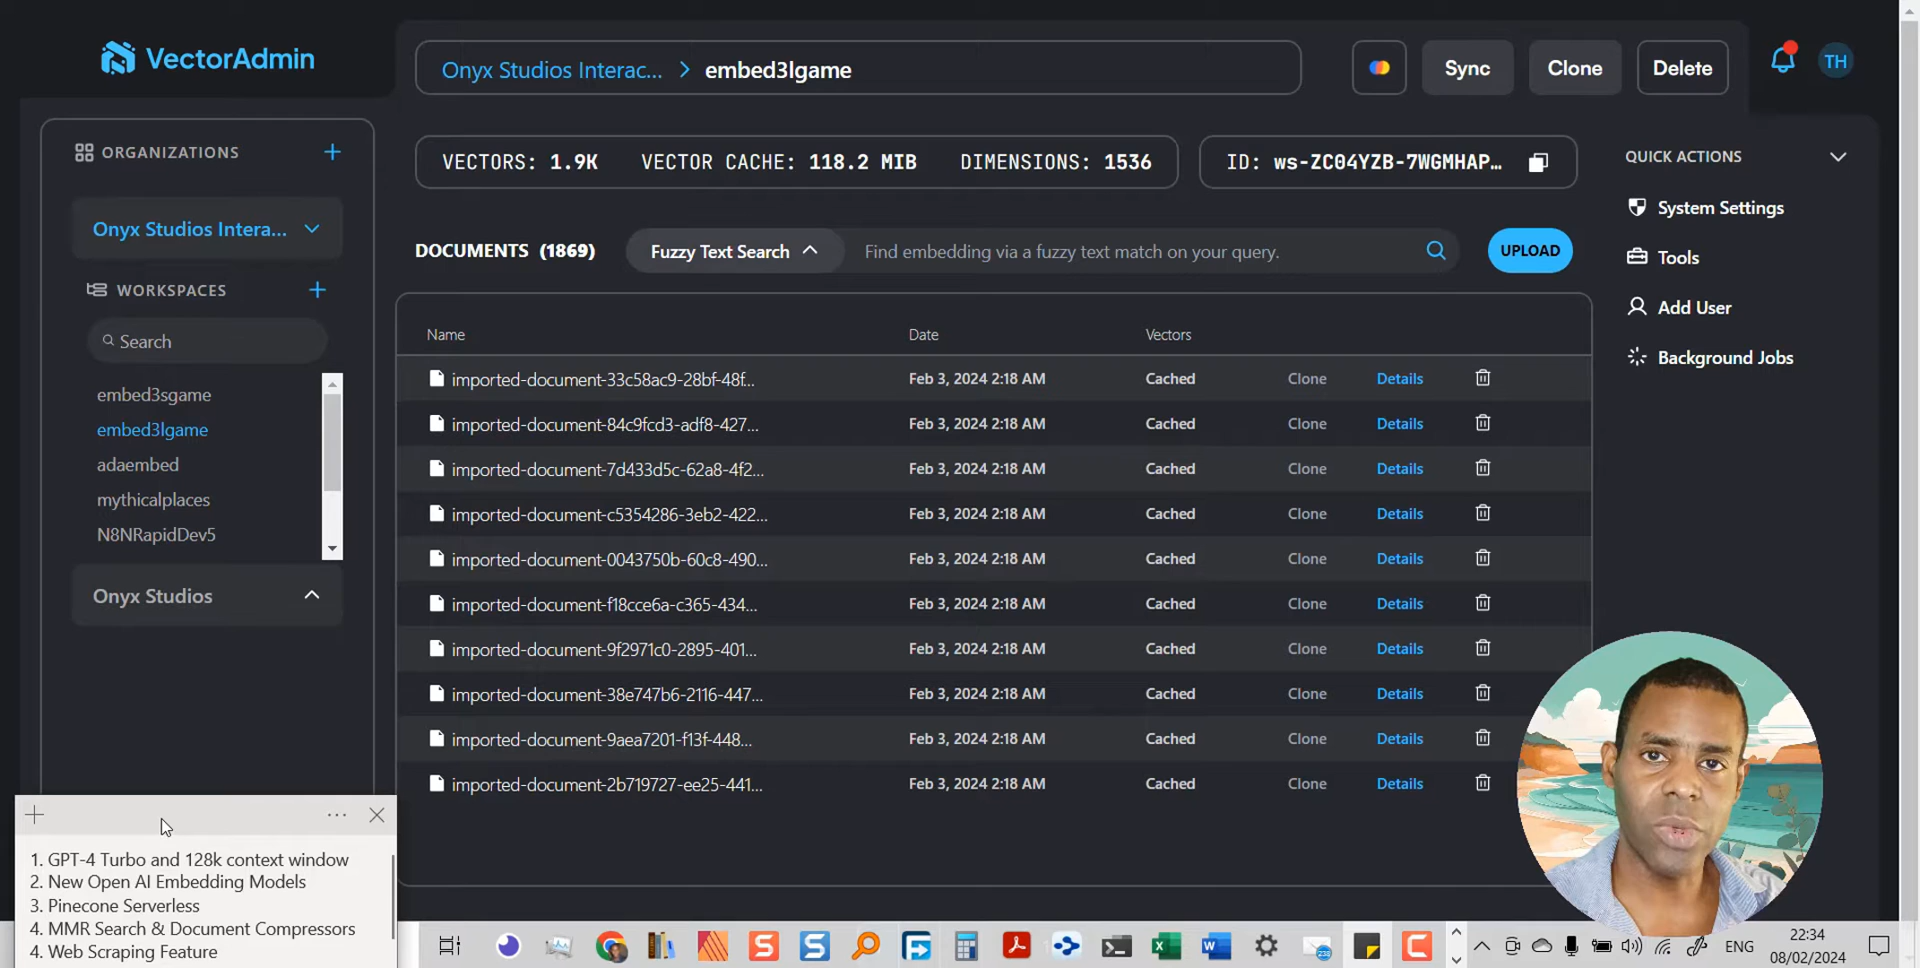 VectorAdmin
Onyx Studios Interac... > embed3lgame
Sync
Clone
Delete
TH
ORGANIZATIONS
Onyx Studios Intera...
WORKSPACES
Search
embed3sgame
embed3lgame
adaembed
mythicalplaces
N8NRapidDev5
Onyx Studios
VECTORS: 1.9K VECTOR CACHE: 118.2 MIB DIMENSIONS: 1536
ID: ws-ZC04YZB-7WGMHAP...
DOCUMENTS (1869)
Fuzzy Text Search
Find embedding via a fuzzy text match on your query.
UPLOAD
Name Date Vectors
imported-document-33c58ac9-28bf-48f... Feb 3, 2024 2:18 AM Cached Clone Details
imported-document-84c9fcd3-adf8-427... Feb 3, 2024 2:18 AM Cached Clone Details
imported-document-7d433d5c-62a8-4f2... Feb 3, 2024 2:18 AM Cached Clone Details
imported-document-c5354286-3eb2-422... Feb 3, 2024 2:18 AM Cached Clone Details
imported-document-0043750b-60c8-490... Feb 3, 2024 2:18 AM Cached Clone Details
imported-document-f18cce6a-c365-434... Feb 3, 2024 2:18 AM Cached Clone Details
imported-document-9f2971c0-2895-401... Feb 3, 2024 2:18 AM Cached Clone Details
imported-document-38e747b6-2116-447... Feb 3, 2024 2:18 AM Cached Clone Details
imported-document-9aea7201-f13f-448... Feb 3, 2024 2:18 AM Cached Clone Details
imported-document-2b719727-ee25-441... Feb 3, 2024 2:18 AM Cached Clone Details
QUICK ACTIONS
System Settings
Tools
Add User
Background Jobs
1. GPT-4 Turbo and 128k context window
2. New Open AI Embedding Models
3. Pinecone Serverless
4. MMR Search & Document Compressors
4. Web Scraping Feature
ENG
22:34
08/02/2024